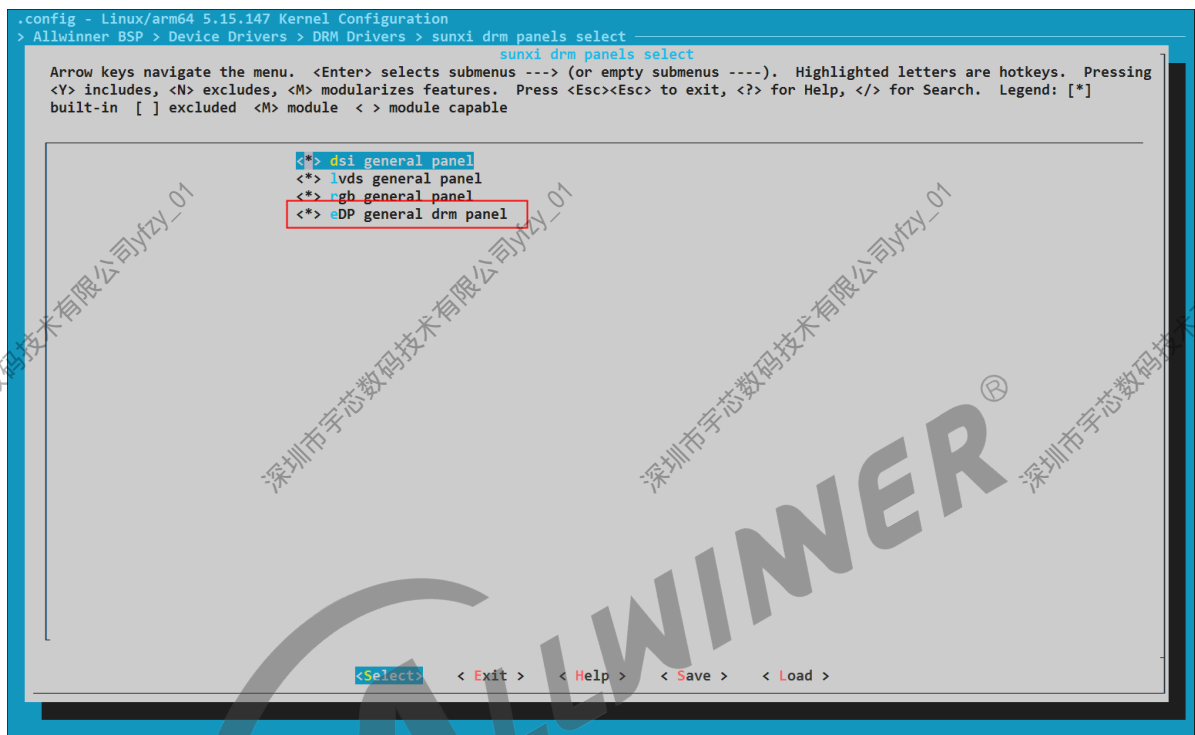 .config - Linux/arm64 5.15.147 Kernel Configuration
> Allwinner BSP > Device Drivers > DRM Drivers > sunxi drm panels select
sunxi drm panels select
Arrow keys navigate the menu.  <Enter> selects submenus ---> (or empty submenus ----).  Highlighted letters are hotkeys.  Pressing
<Y> includes, <N> excludes, <M> modularizes features.  Press <Esc><Esc> to exit, <?> for Help, </> for Search.  Legend: [*]
built-in  [ ] excluded  <M> module  < > module capable
<*> dsi general panel
<*> lvds general panel
<*> rgb general panel
<*> eDP general drm panel
深圳市宇芯数码技术有限公司yfzy_01
深圳市宇芯数码技术有限公司yfzy_01
深圳市宇芯数码技术
数码技术有限公司yfzy_01
ALLWINNER®
<Select>    < Exit >    < Help >    < Save >    < Load >